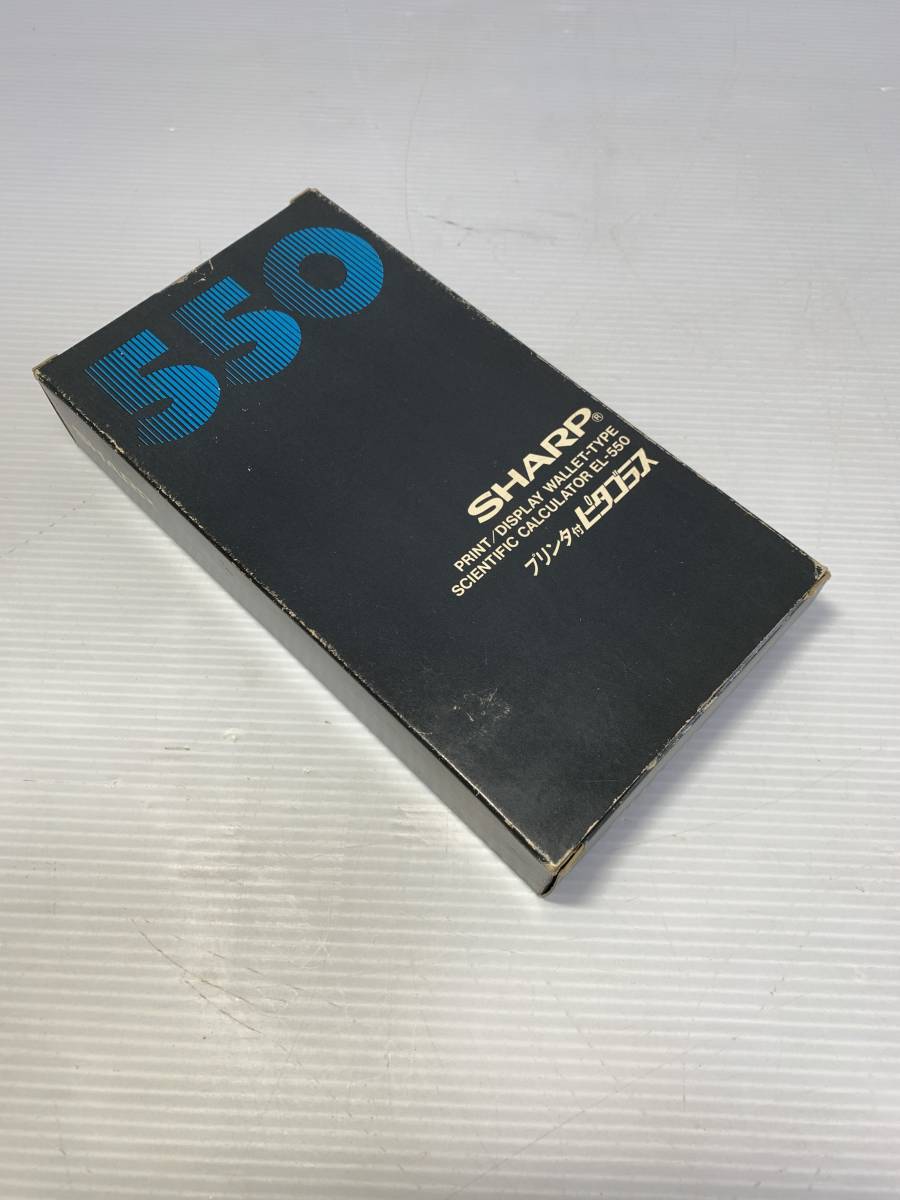 550
SHARP®
PRINT/DISPLAY WALLET-TYPE
SCIENTIFIC CALCULATOR EL-550
プリンタ付ピタゴラス